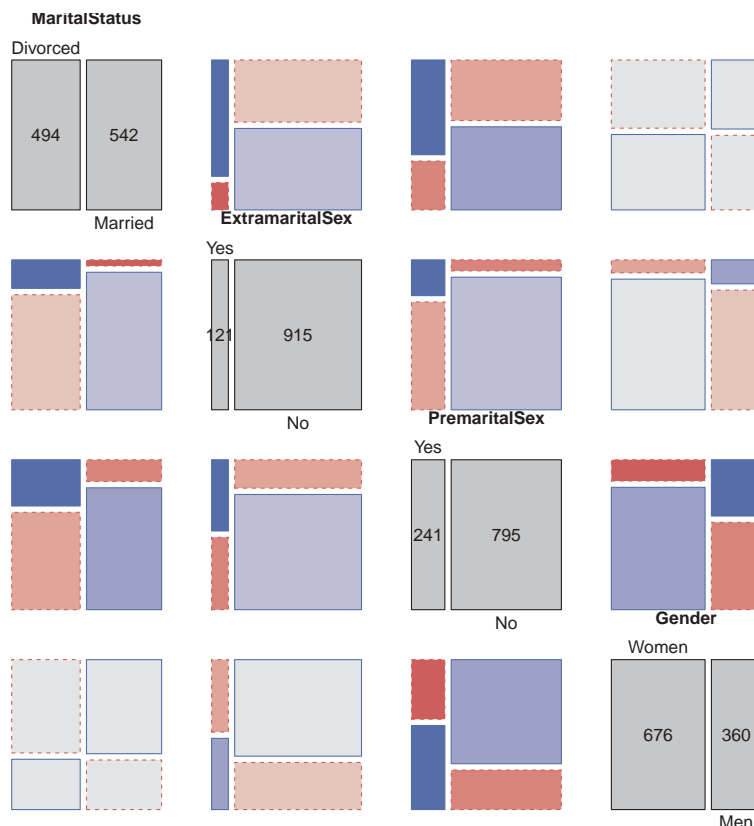 MaritalStatus
Divorced
494 542
Married
ExtramaritalSex
Yes
121 915
No
PremaritalSex
Yes
241 795
No
Gender
Women
676 360
Men